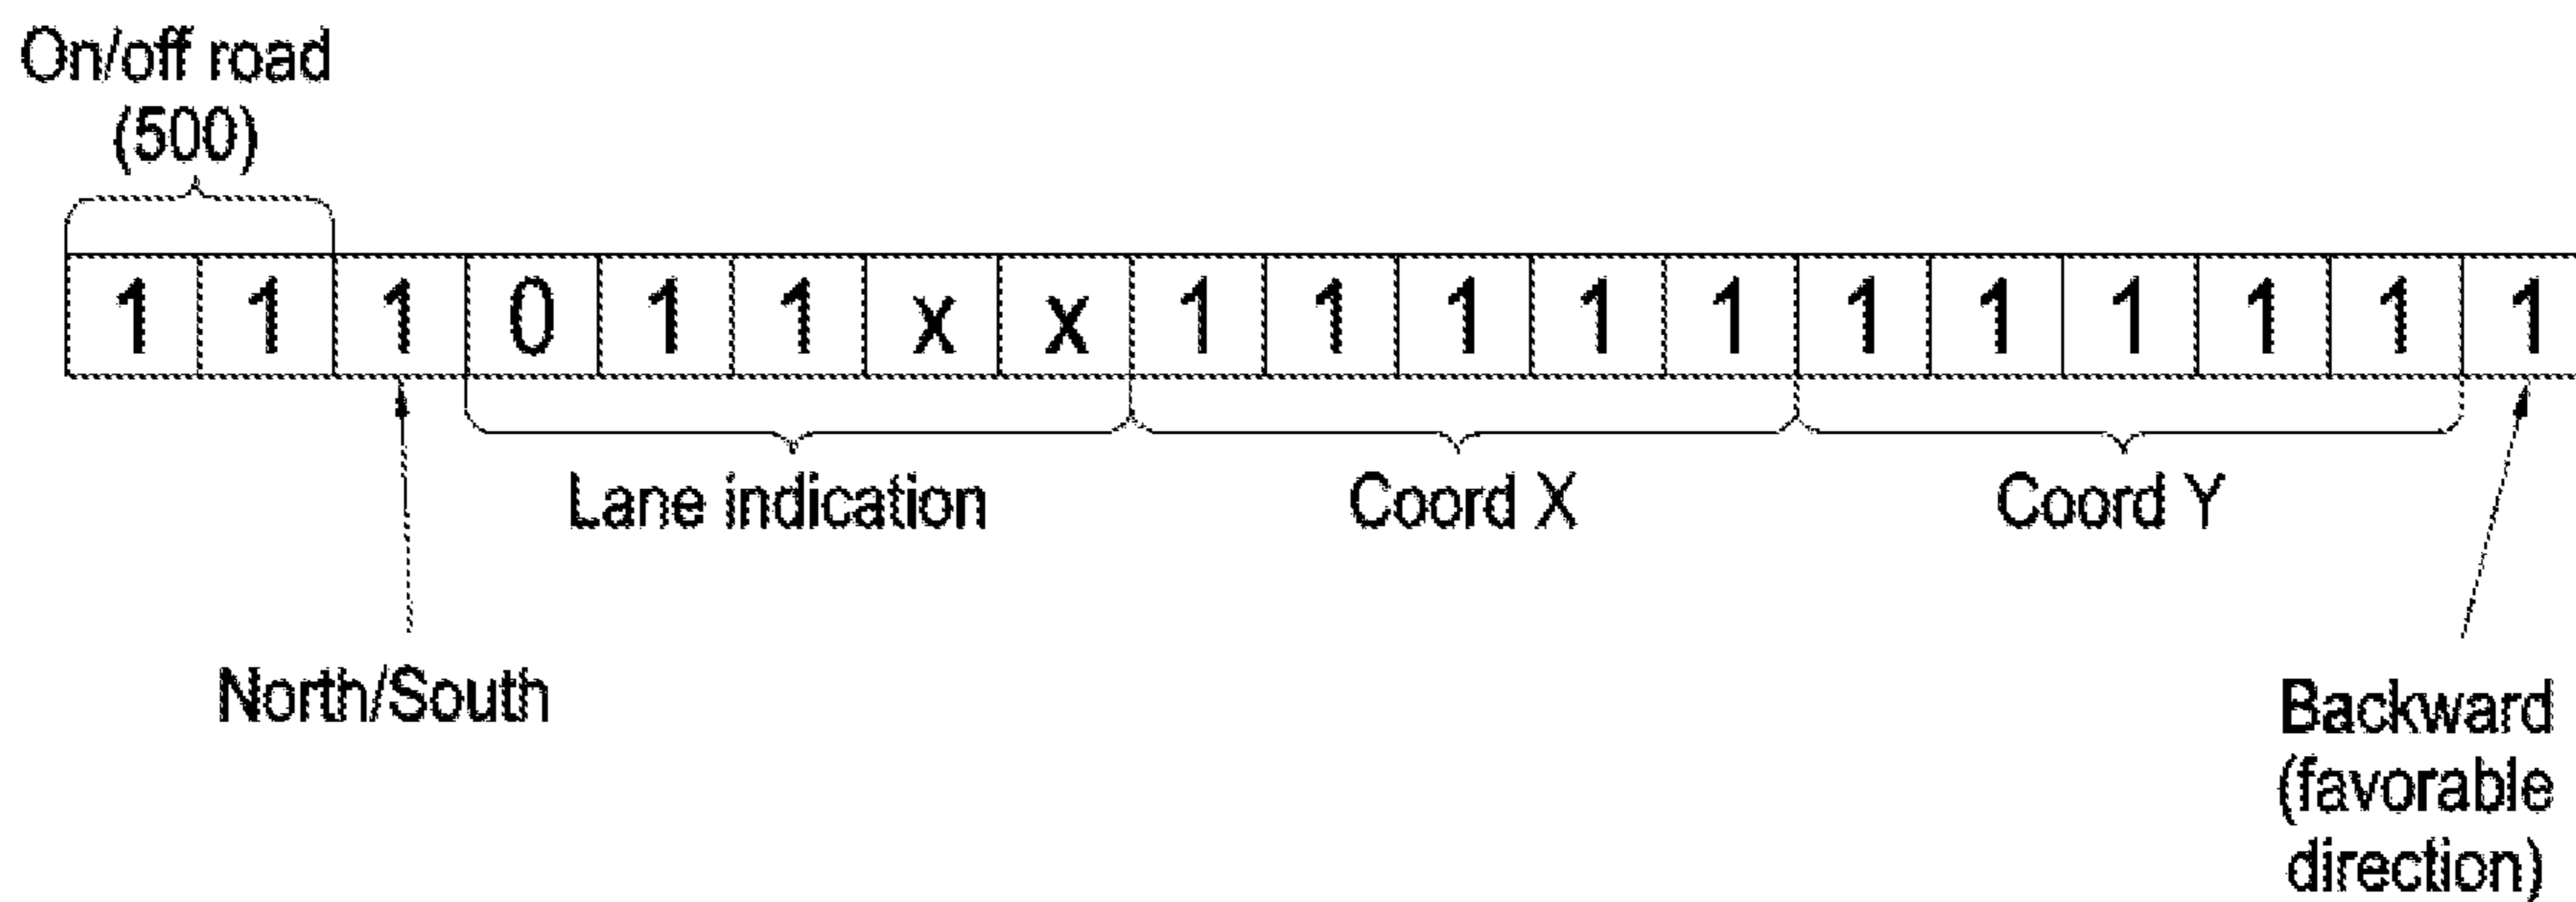 On/off road
(500)
1 1 1 0 1 1 x x 1 1 1 1 1 1 1 1 1 1 1
Lane indication
Coord X
Coord Y
North/South
Backward
(favorable
direction)